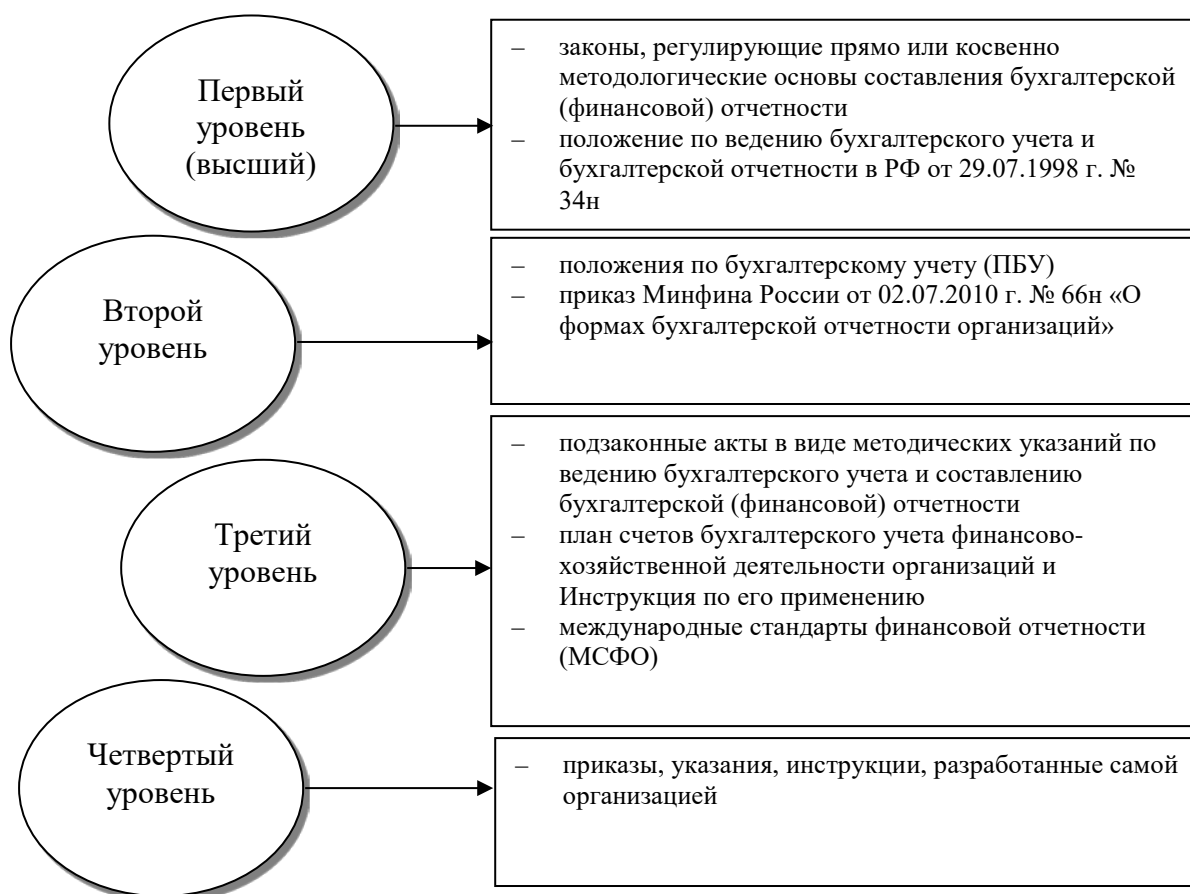 Первый
уровень
(высший)
– законы, регулирующие прямо или косвенно
методологические основы составления бухгалтерской
(финансовой) отчетности
– положение по ведению бухгалтерского учета и
бухгалтерской отчетности в РФ от 29.07.1998 г. №
34н
Второй
уровень
– положения по бухгалтерскому учету (ПБУ)
– приказ Минфина России от 02.07.2010 г. № 66н «О
формах бухгалтерской отчетности организаций»
Третий
уровень
– подзаконные акты в виде методических указаний по
ведению бухгалтерского учета и составлению
бухгалтерской (финансовой) отчетности
– план счетов бухгалтерского учета финансово-
хозяйственной деятельности организаций и
Инструкция по его применению
– международные стандарты финансовой отчетности
(МСФО)
Четвертый
уровень
– приказы, указания, инструкции, разработанные самой
организацией